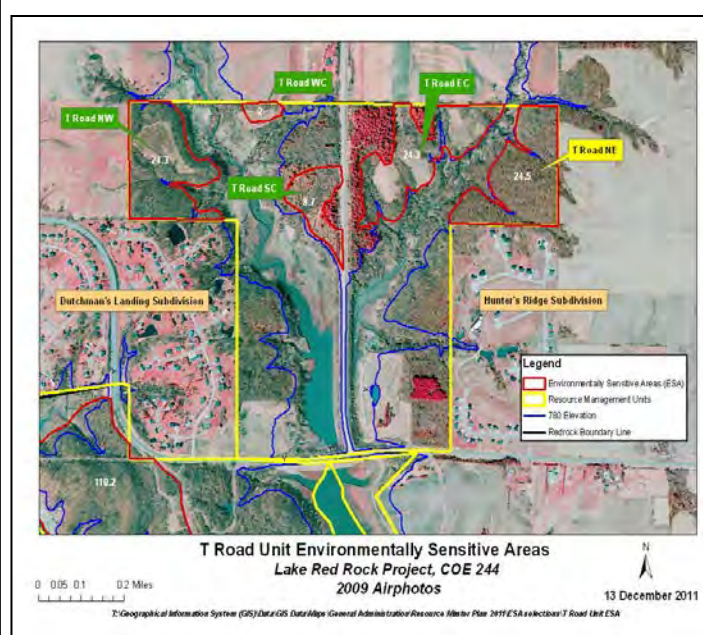 T Road WC
T Road EC
T Road NW
2
24.3
24.3
T Road NE
24.5
T Road SC
8.7
Dutchman's Landing Subdivision
Hunter's Ridge Subdivision
Legend
Environmentally Sensitive Areas (ESA)
Resource Management Units
780 Elevation
Redrock Boundary Line
110.2
T Road Unit Environmentally Sensitive Areas
Lake Red Rock Project, COE 244
2009 Airphotos
N
0 0.05 0.1 0.2 Miles
13 December 2011
T:\Geographical Information System (GIS)\Data\GIS Data\Maps\General Administration\Resource Master Plan 2011\ESA selections\T Road Unit ESA